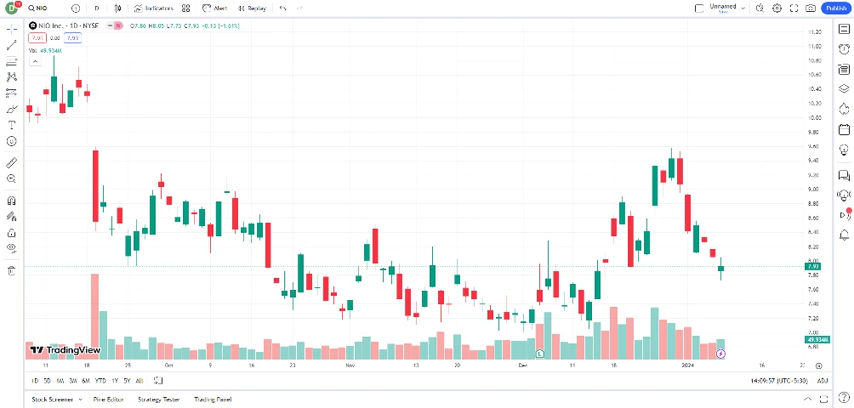 11 NIO D Indicators Alert Replay Unnamed Save Publish
NIO Inc. · 1D · NYSE O7.86 H8.05 L7.73 C7.93 -0.13 (-1.61%)
7.93 0.00 7.93
Vol 49.934M
11.20
11.00
10.80
10.60
10.40
10.20
10.00
9.80
9.60
9.40
9.20
9.00
8.80
8.60
8.40
8.20
8.00
7.93
7.80
7.60
7.40
7.20
7.00
49.934M
6.80
TradingView
11 18 25 Oct 9 16 23 Nov 6 13 20 Dec 11 18 2024 16
1D 5D 1M 3M 6M YTD 1Y 5Y All 14:09:57 (UTC-5:30) ADJ
Stock Screener Pine Editor Strategy Tester Trading Panel